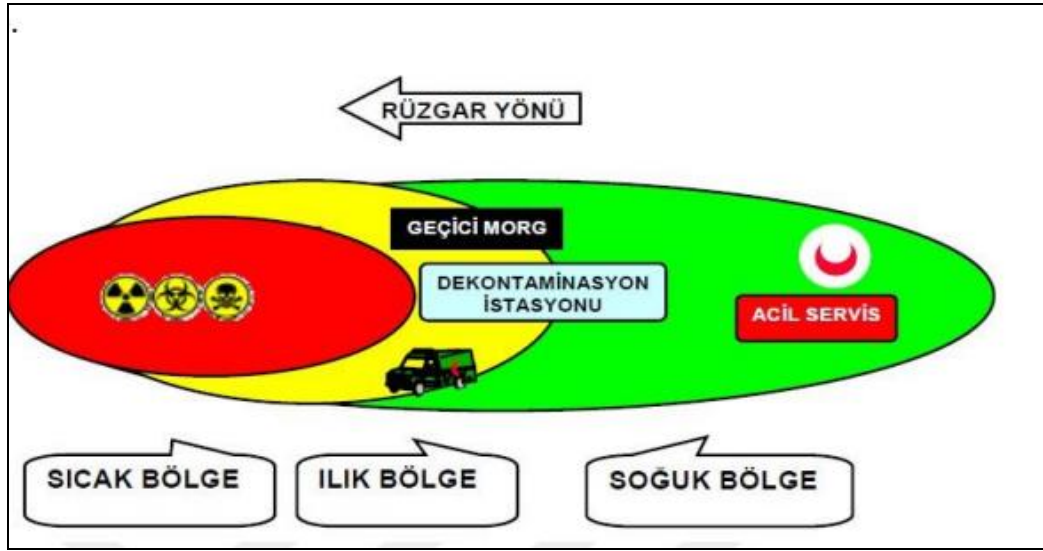 RÜZGAR YÖNÜ
GEÇİCİ MORG
DEKONTAMİNASYON
İSTASYONU
ACİL SERVİS
SICAK BÖLGE
ILIK BÖLGE
SOĞUK BÖLGE